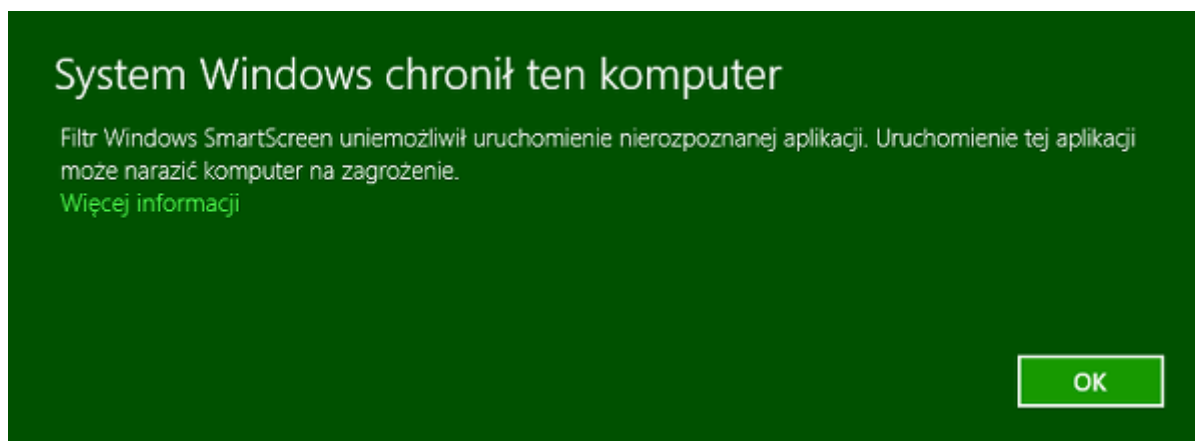 System Windows chronił ten komputer
Filtr Windows SmartScreen uniemożliwił uruchomienie nierozpoznanej aplikacji. Uruchomienie tej aplikacji
może narazić komputer na zagrożenie.
Więcej informacji
OK